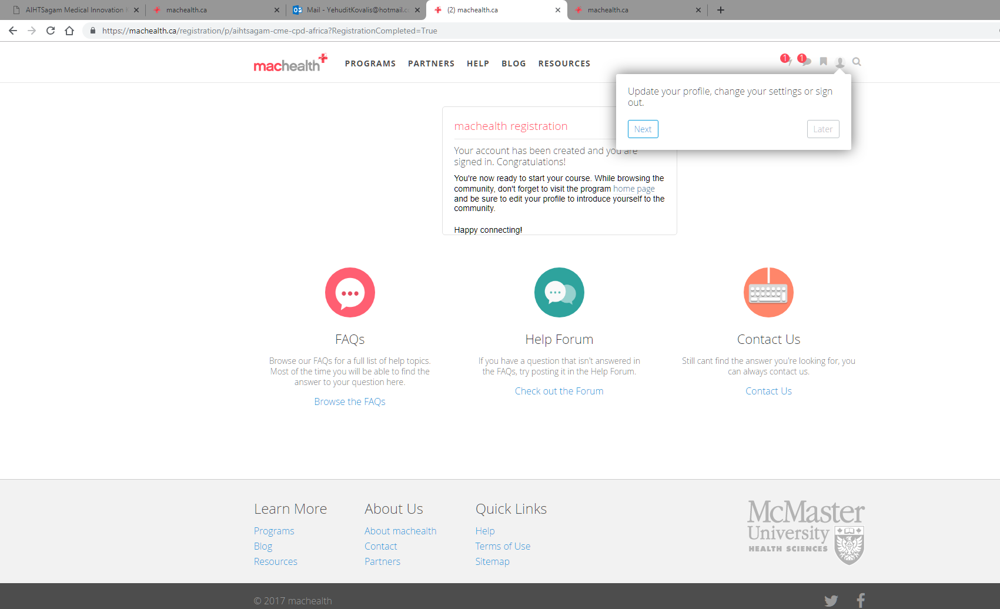 AIHTSagam Medical Innovation
machealth.ca
Mail - YehuditKovalis@hotmail.c
(2) machealth.ca
machealth.ca
https://machealth.ca/registration/p/aihtsagam-cme-cpd-africa?RegistrationCompleted=True
machealth
PROGRAMS PARTNERS HELP BLOG RESOURCES
1 1
Update your profile, change your settings or sign
out.
Next Later
machealth registration
Your account has been created and you are
signed in. Congratulations!
You're now ready to start your course. While browsing the
community, don't forget to visit the program home page
and be sure to edit your profile to introduce yourself to the
community.
Happy connecting!
FAQs
Browse our FAQs for a full list of help topics.
Most of the time you will be able to find the
answer to your question here.
Browse the FAQs
Help Forum
If you have a question that isn't answered in
the FAQs, try posting it in the Help Forum.
Check out the Forum
Contact Us
Still cant find the answer you're looking for, you
can always contact us.
Contact Us
Learn More
Programs
Blog
Resources
About Us
About machealth
Contact
Partners
Quick Links
Help
Terms of Use
Sitemap
McMaster
University
HEALTH SCIENCES
© 2017 machealth